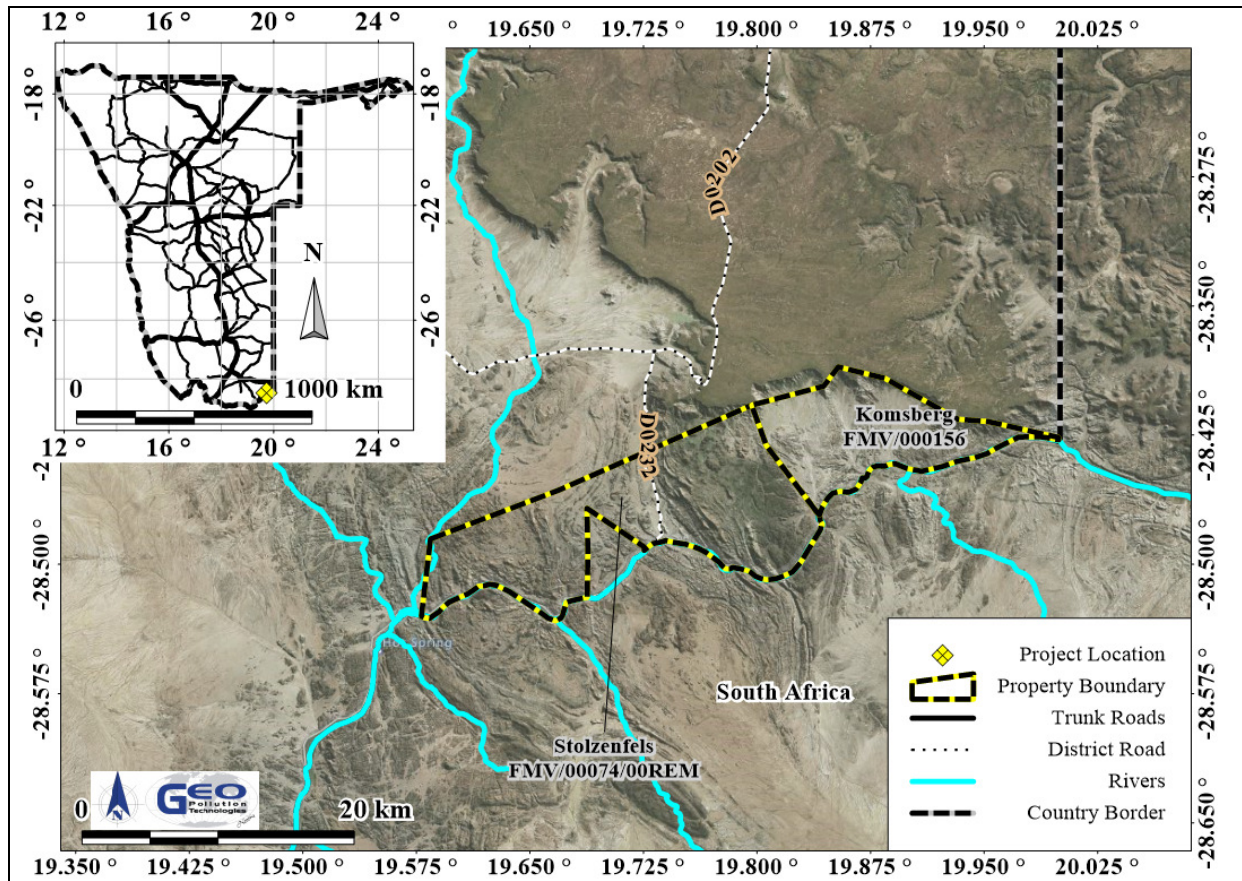 12 ° 16 ° 20 ° 24 °
-18 °
-22 °
-26 °
-18 °
-22 °
-26 °
N
0 1000 km
12 ° 16 ° 20 ° 24 °
° 19.650 ° 19.725 ° 19.800 ° 19.875 ° 19.950 ° 20.025 °
-28.275 °
-28.350 °
-28.425 °
-28.500 °
-28.575 °
-28.650 °
D0202
D0232
Komsberg
FMV/000156
Hot Spring
South Africa
Stolzenfels
FMV/00074/00REM
-28.500 °
-28.575 °
N
GEO
Pollution
Technologies
0 20 km
Project Location
Property Boundary
Trunk Roads
District Road
Rivers
Country Border
19.350 ° 19.425 ° 19.500 ° 19.575 ° 19.650 ° 19.725 ° 19.800 ° 19.875 ° 19.950 ° 20.025 °